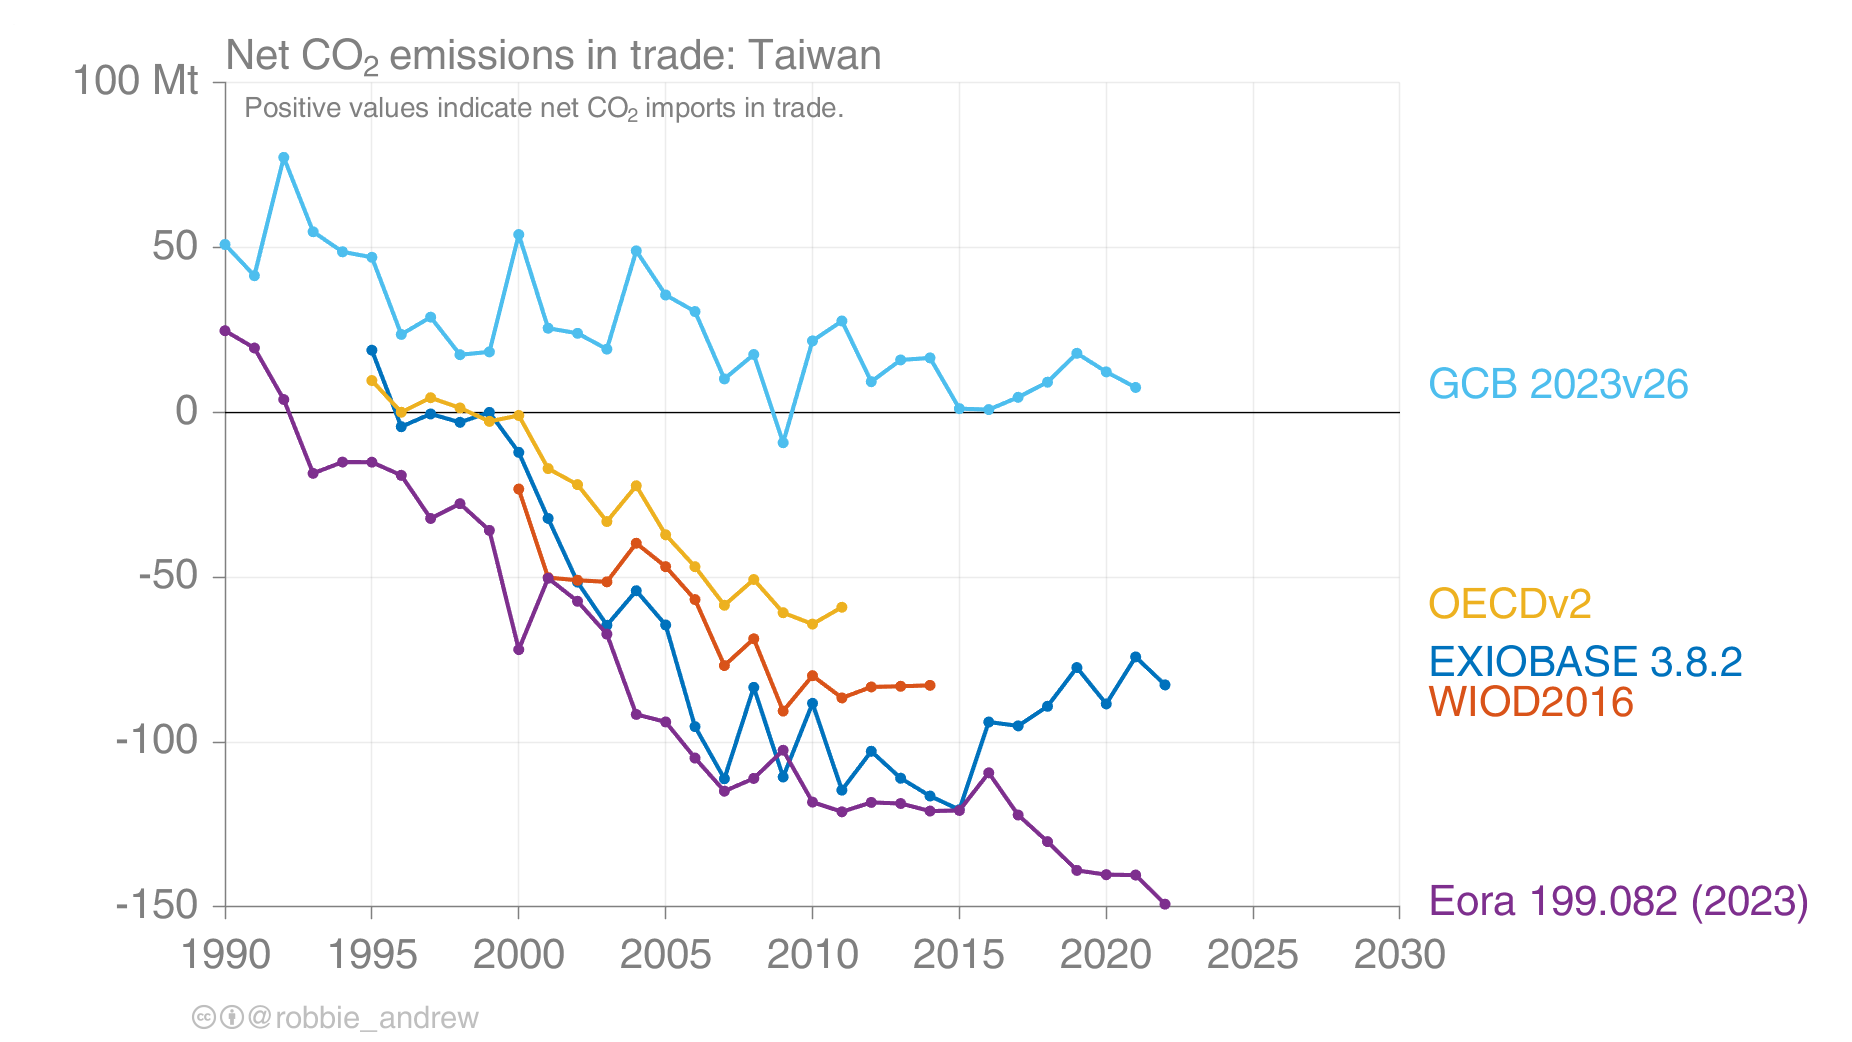 Net CO₂ emissions in trade: Taiwan
100 Mt
Positive values indicate net CO₂ imports in trade.
50
0
-50
-100
-150
GCB 2023v26
OECDv2
EXIOBASE 3.8.2
WIOD2016
Eora 199.082 (2023)
1990 1995 2000 2005 2010 2015 2020 2025 2030
@robbie_andrew